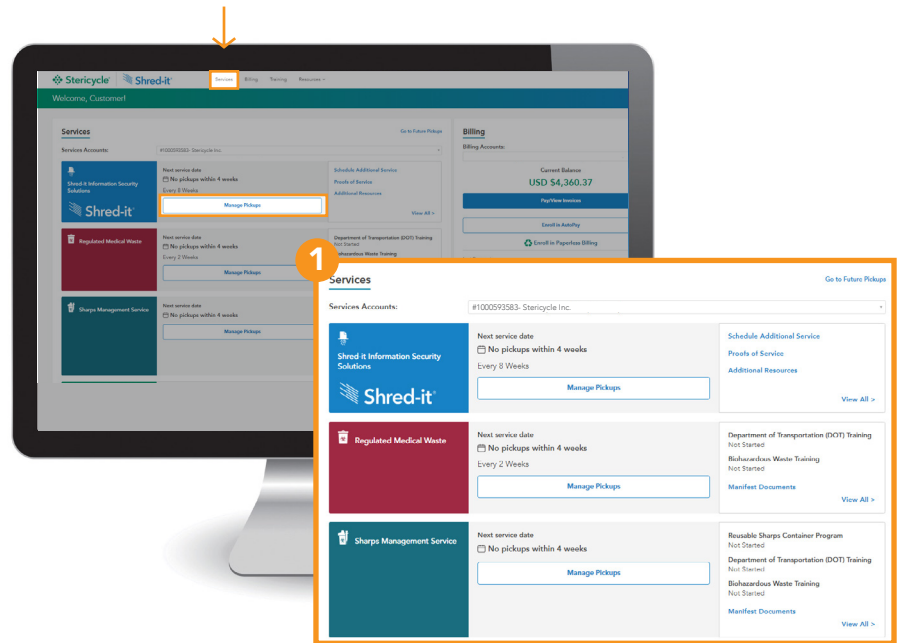 Stericycle®
Shred-it®
Services
Billing
Training
Resources
Welcome, Customer!
Services
Go to Future Pickups
Services Accounts:
#1000593583- Stericycle Inc.
Shred-it Information Security
Solutions
Shred-it®
Next service date
No pickups within 4 weeks
Every 8 Weeks
Manage Pickups
Schedule Additional Service
Proofs of Service
Additional Resources
View All >
Regulated Medical Waste
Next service date
No pickups within 4 weeks
Every 2 Weeks
Manage Pickups
Department of Transportation (DOT) Training
Not Started
Biohazardous Waste Training
Sharps Management Service
Next service date
No pickups within 4 weeks
Manage Pickups
Billing
Billing Accounts:
Current Balance
USD $4,360.37
Pay/View Invoices
Enroll in AutoPay
Enroll in Paperless Billing
1
Services
Go to Future Pickups
Services Accounts:
#1000593583- Stericycle Inc.
Shred-it Information Security
Solutions
Shred-it®
Next service date
No pickups within 4 weeks
Every 8 Weeks
Manage Pickups
Schedule Additional Service
Proofs of Service
Additional Resources
View All >
Regulated Medical Waste
Next service date
No pickups within 4 weeks
Every 2 Weeks
Manage Pickups
Department of Transportation (DOT) Training
Not Started
Biohazardous Waste Training
Not Started
Manifest Documents
View All >
Sharps Management Service
Next service date
No pickups within 4 weeks
Manage Pickups
Reusable Sharps Container Program
Not Started
Department of Transportation (DOT) Training
Not Started
Biohazardous Waste Training
Not Started
Manifest Documents
View All >